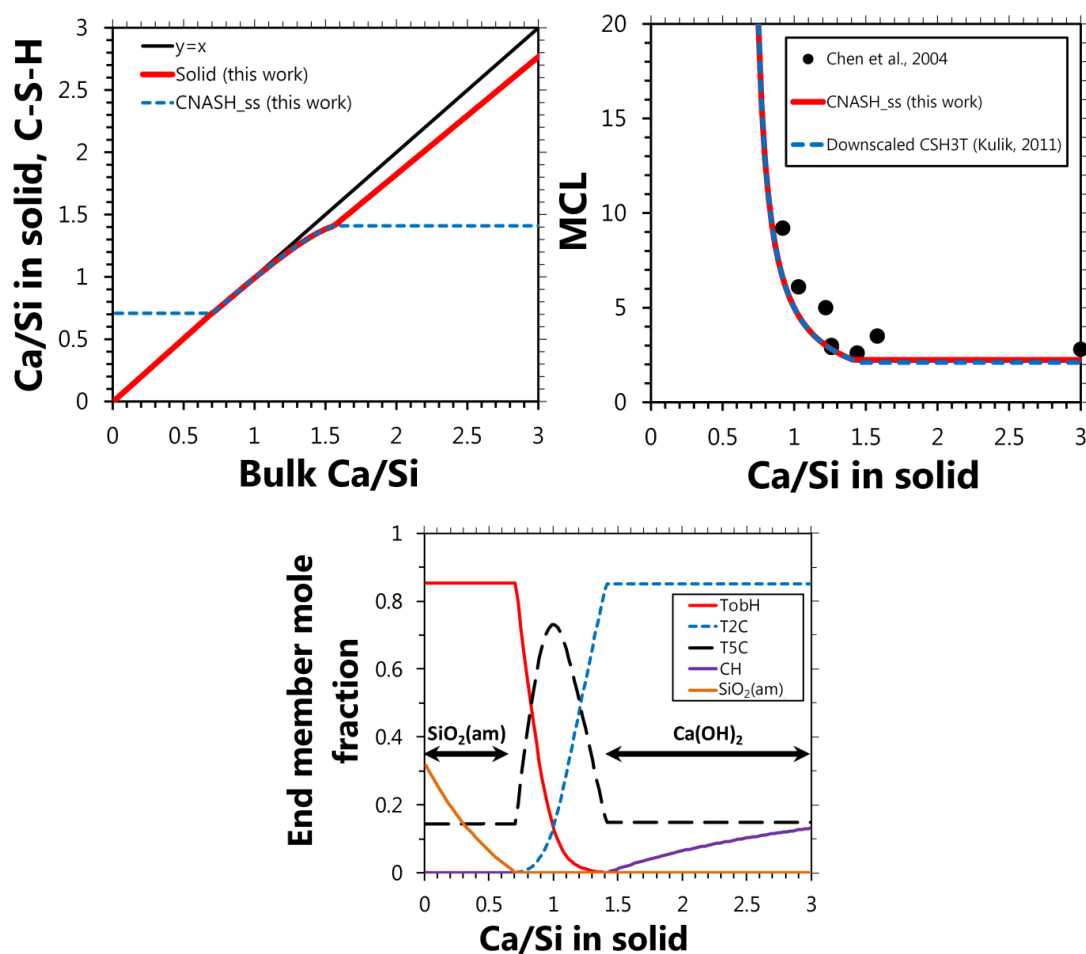 Ca/Si in solid, C-S-H
3
2.5
2
1.5
1
0.5
0
y=x
Solid (this work)
CNASH_ss (this work)
0 0.5 1 1.5 2 2.5 3
Bulk Ca/Si
MCL
20
15
10
5
0
Chen et al., 2004
CNASH_ss (this work)
Downscaled CSH3T (Kulik, 2011)
0 0.5 1 1.5 2 2.5 3
Ca/Si in solid
End member mole
fraction
1
0.8
0.6
0.4
0.2
0
TobH
T2C
T5C
CH
SiO₂(am)
SiO₂(am)
Ca(OH)₂
0 0.5 1 1.5 2 2.5 3
Ca/Si in solid